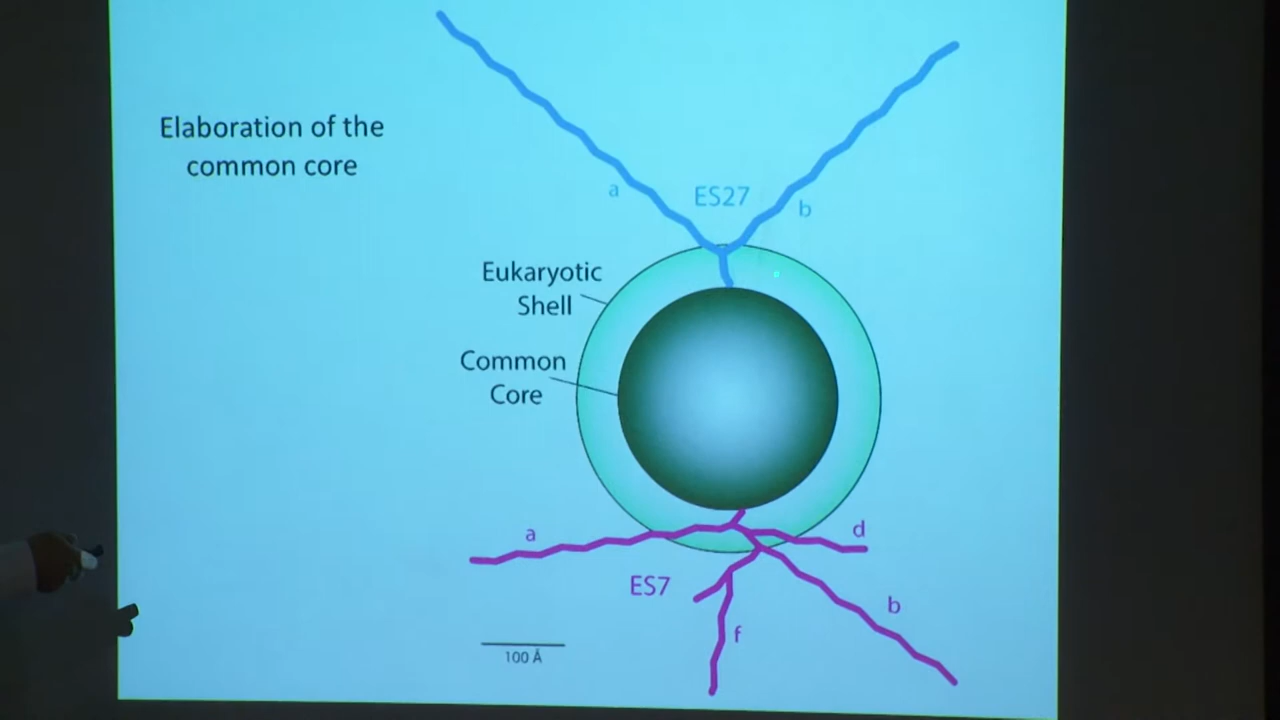 Elaboration of the
common core
a
ES27
b
Eukaryotic
Shell
Common
Core
a
d
ES7
b
f
100 Å